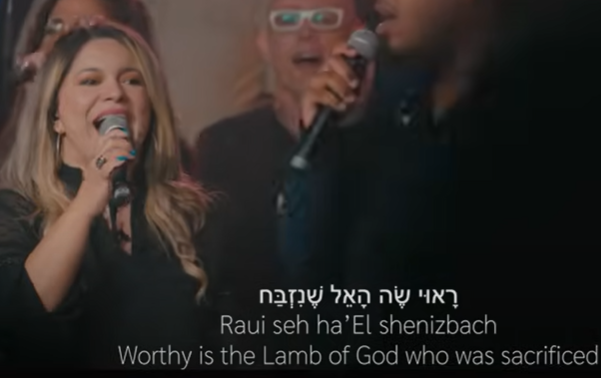 רָאוּי שֶׂה הָאֵל שֶׁנִּזְבַּח
Raui seh ha'El shenizbach
Worthy is the Lamb of God who was sacrificed